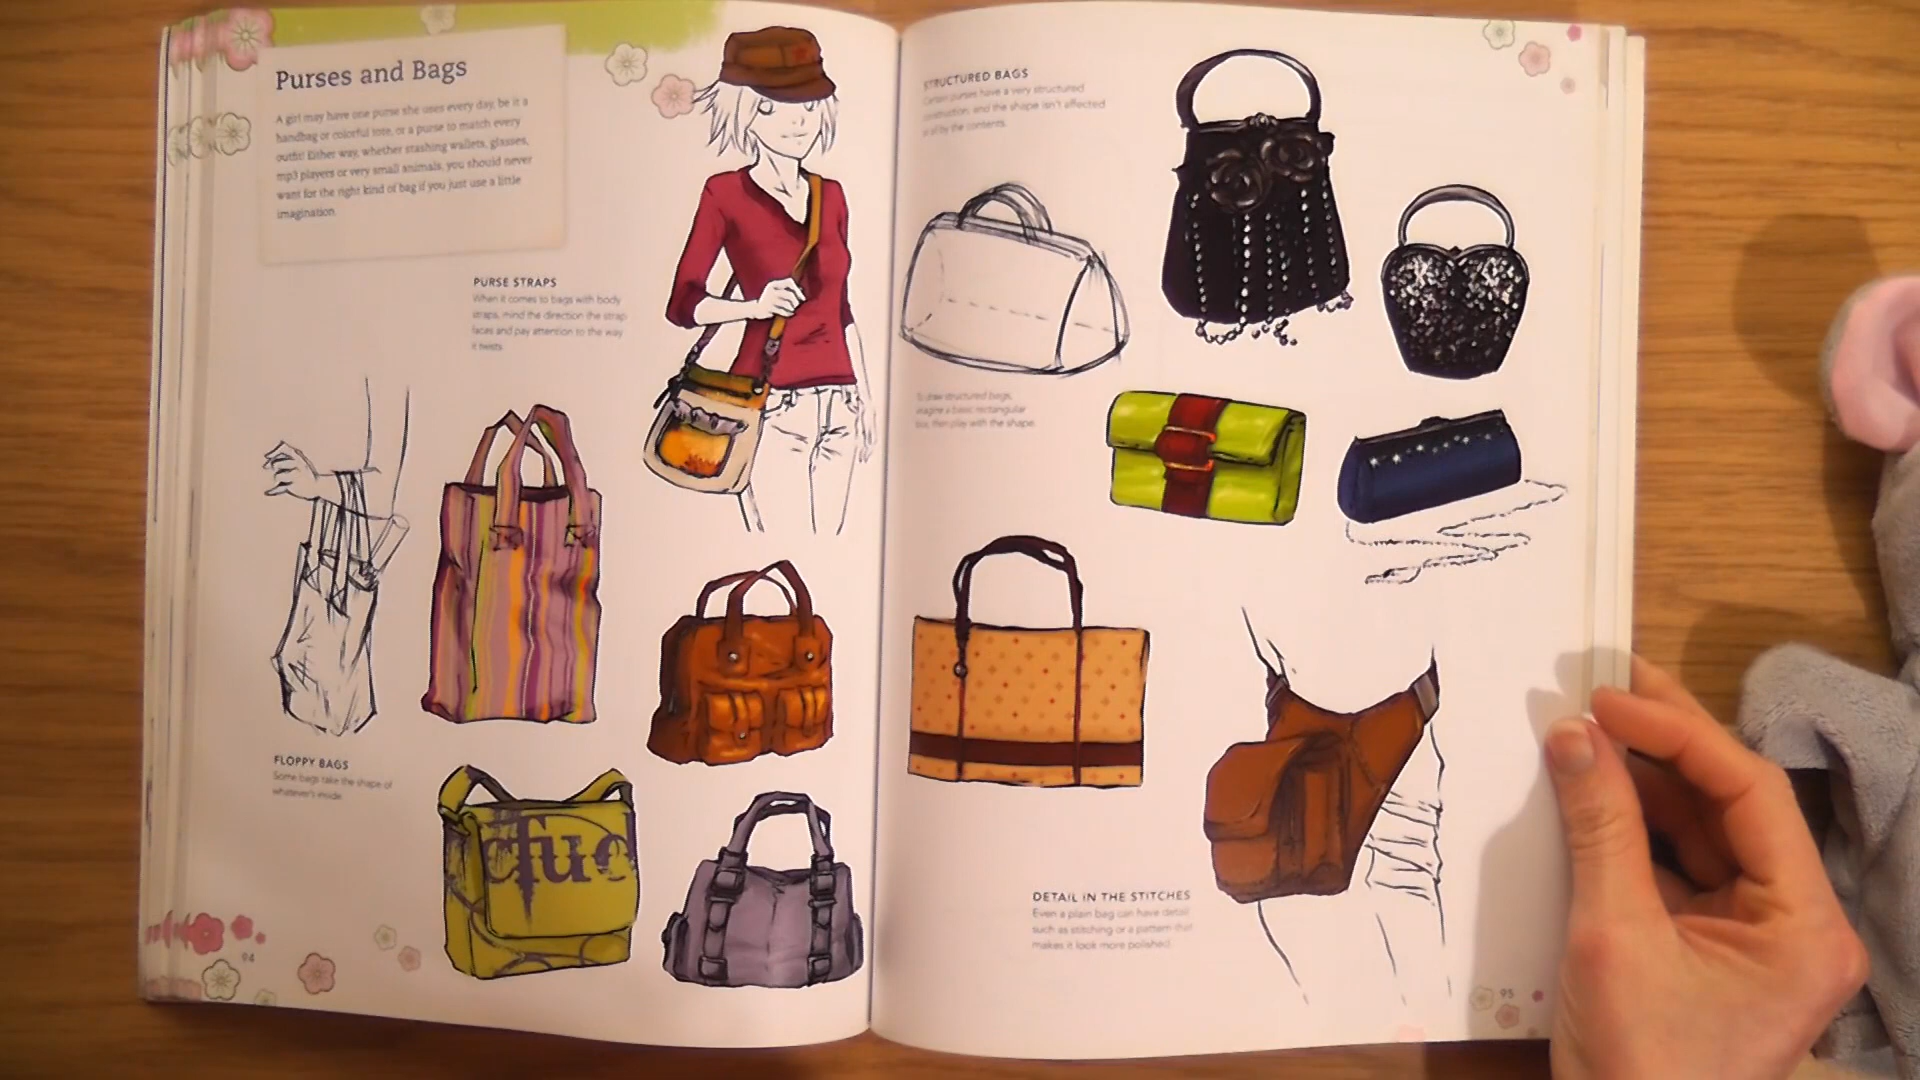 Purses and Bags
A girl may have one purse she uses every day, be it a
handbag or colorful tote, or a purse to match every
outfit! Either way, whether stashing wallets, glasses,
mp3 players or very small animals, you should never
want for the right kind of bag if you just use a little
imagination.
PURSE STRAPS
When it comes to bags with body
straps, mind the direction the strap
faces and pay attention to the way
it twists.
FLOPPY BAGS
Some bags take the shape of
whatever's inside.
94
STRUCTURED BAGS
Certain purses have a very structured
construction, and the shape isn't affected
at all by the contents.
To draw structured bags,
imagine a basic rectangular
box, then play with the shape.
DETAIL IN THE STITCHES
Even a plain bag can have detail
such as stitching or a pattern that
makes it look more polished.
95